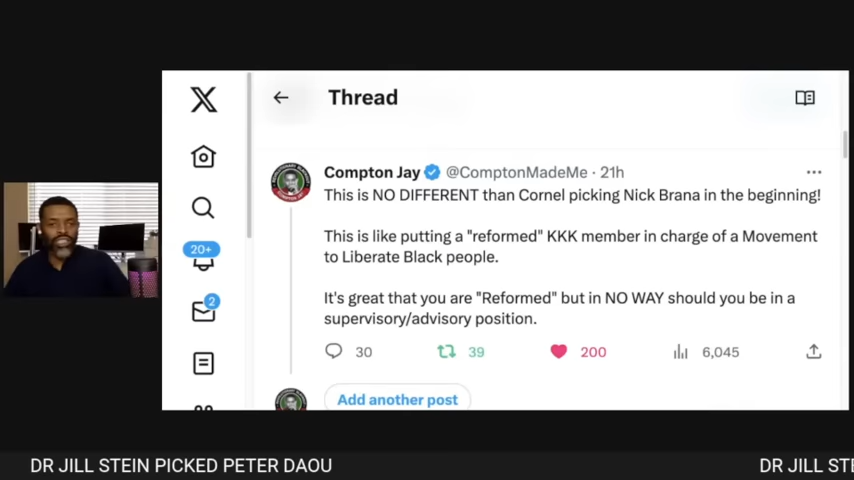 Thread
Compton Jay @ComptonMadeMe · 21h
This is NO DIFFERENT than Cornel picking Nick Brana in the beginning!
This is like putting a "reformed" KKK member in charge of a Movement
to Liberate Black people.
It's great that you are "Reformed" but in NO WAY should you be in a
supervisory/advisory position.
20+
2
30 39 200 6,045
Add another post
DR JILL STEIN PICKED PETER DAOU DR JILL STE